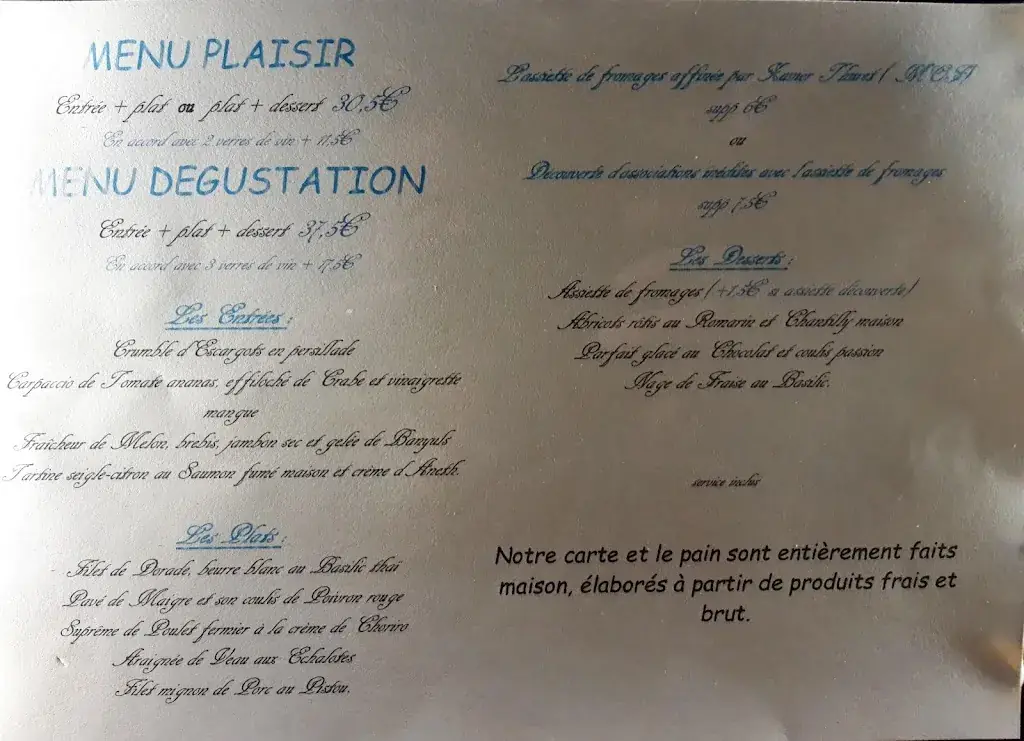 MENU PLAISIR
Entrée + plat ou plat + dessert 30,5€
En accord avec 2 verres de vin + 11,5€
MENU DEGUSTATION
Entrée + plat + dessert 37,5€
En accord avec 3 verres de vin + 17,5€
Les Entrées :
Crumble d'Escargots en persillade
Carpaccio de Tomate ananas, effiloché de Crabe et vinaigrette
mangue
Fraîcheur de Melon, brebis, jambon sec et gelée de Banyuls
Tartine seigle-citron au Saumon fumé maison et crème d'Aneth.
Les Plats :
Filet de Dorade, beurre blanc au Basilic thaï
Pavé de Maigre et son coulis de Poivron rouge
Suprême de Poulet fermier à la crème de Choriro
Araignée de Veau aux Echalotes
Filet mignon de Porc au Pistou.
L'assiette de fromages affinée par
supp 6€
ou
Découverte d'associations inédites avec l'assiette de fromages
supp 7,5€
Les Desserts :
Assiette de fromages (+1,5€ si assiette découverte)
Abricots rôtis au Romarin et Chantilly maison
Parfait glacé au Chocolat et coulis passion
Nage de Fraise au Basilic.
service inclus
Notre carte et le pain sont entièrement faits
maison, élaborés à partir de produits frais et
brut.